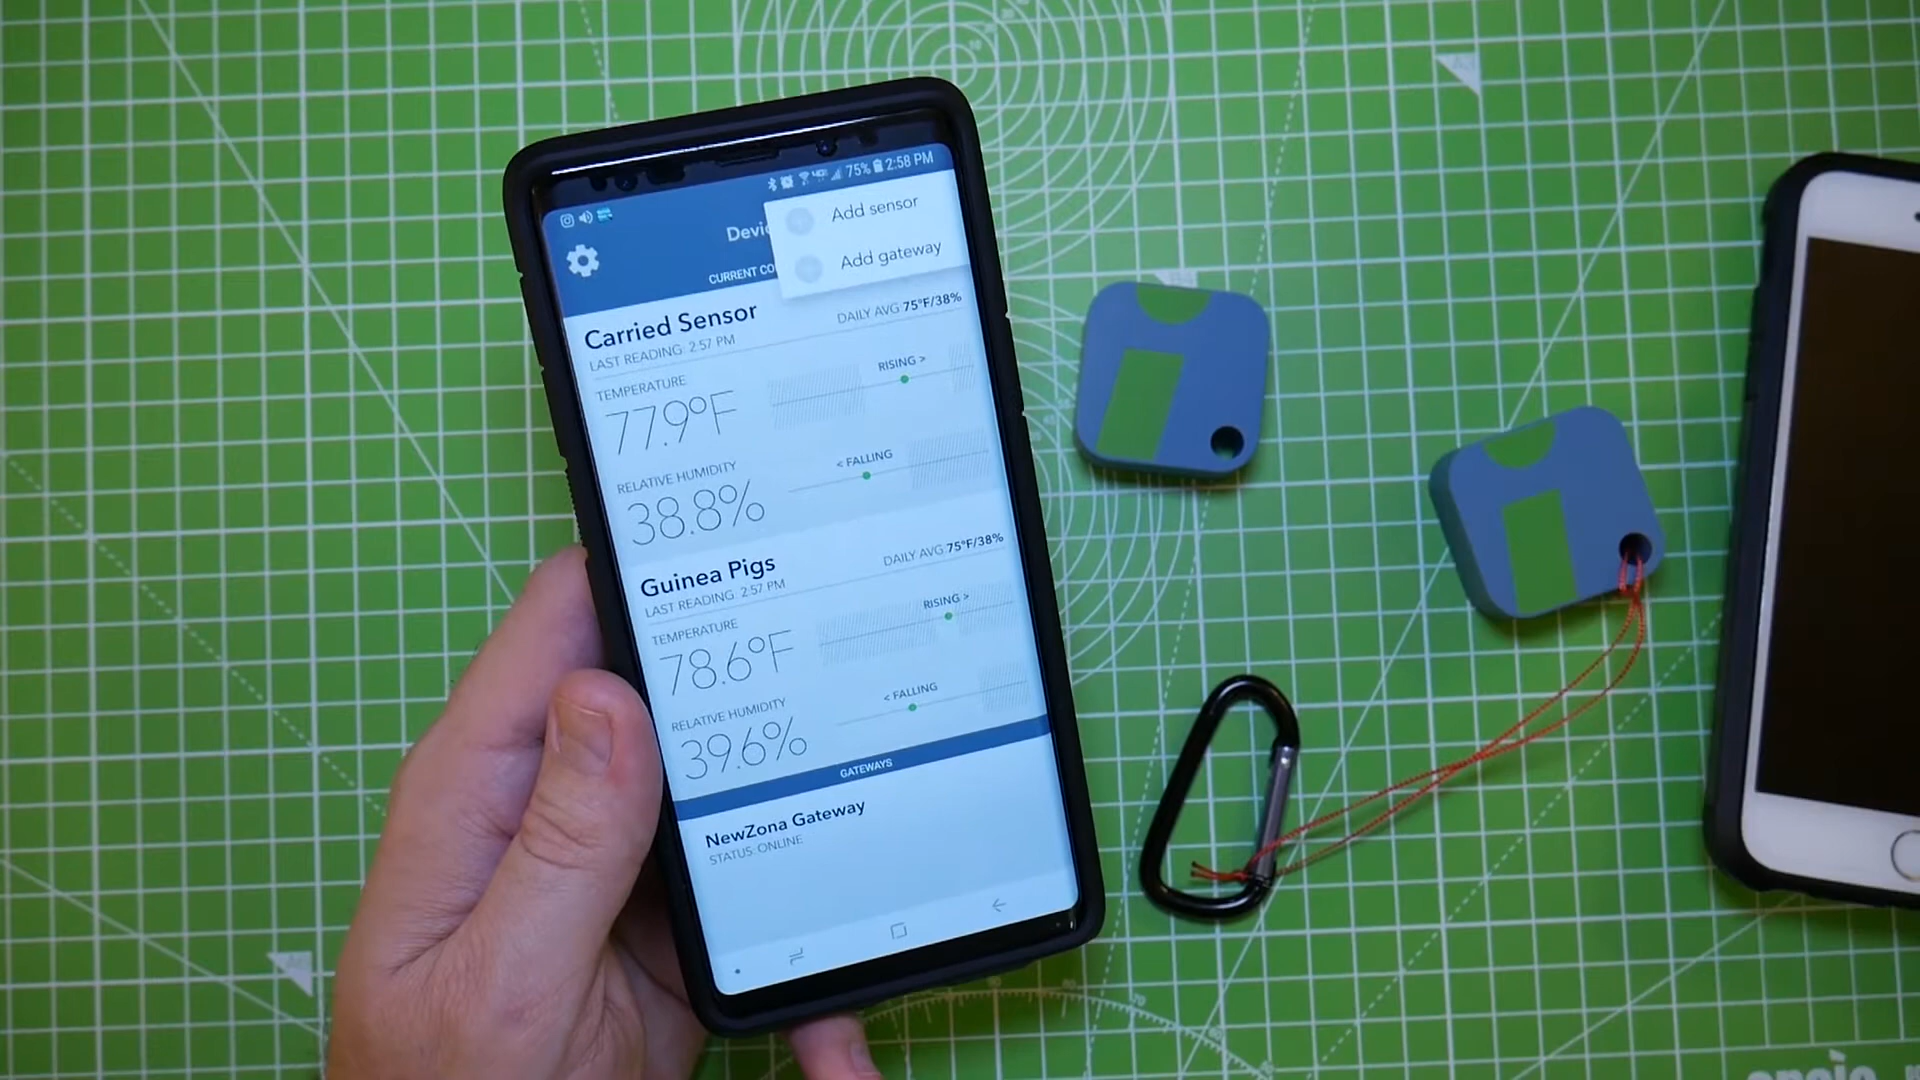 75% 2:58 PM
Add sensor
Devic
Add gateway
CURRENT CO
Carried Sensor
DAILY AVG 75°F/38%
LAST READING: 2:57 PM
RISING >
TEMPERATURE
77.9°F
< FALLING
RELATIVE HUMIDITY
38.8%
Guinea Pigs
DAILY AVG 75°F/38%
LAST READING: 2:57 PM
RISING >
TEMPERATURE
78.6°F
< FALLING
RELATIVE HUMIDITY
39.6%
GATEWAYS
NewZona Gateway
STATUS: ONLINE